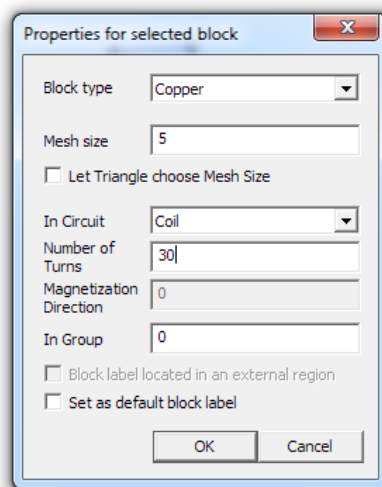 Properties for selected block
Block type
Copper
Mesh size
5
Let Triangle choose Mesh Size
In Circuit
Coil
Number of
Turns
30
Magnetization
Direction
0
In Group
0
Block label located in an external region
Set as default block label
OK
Cancel